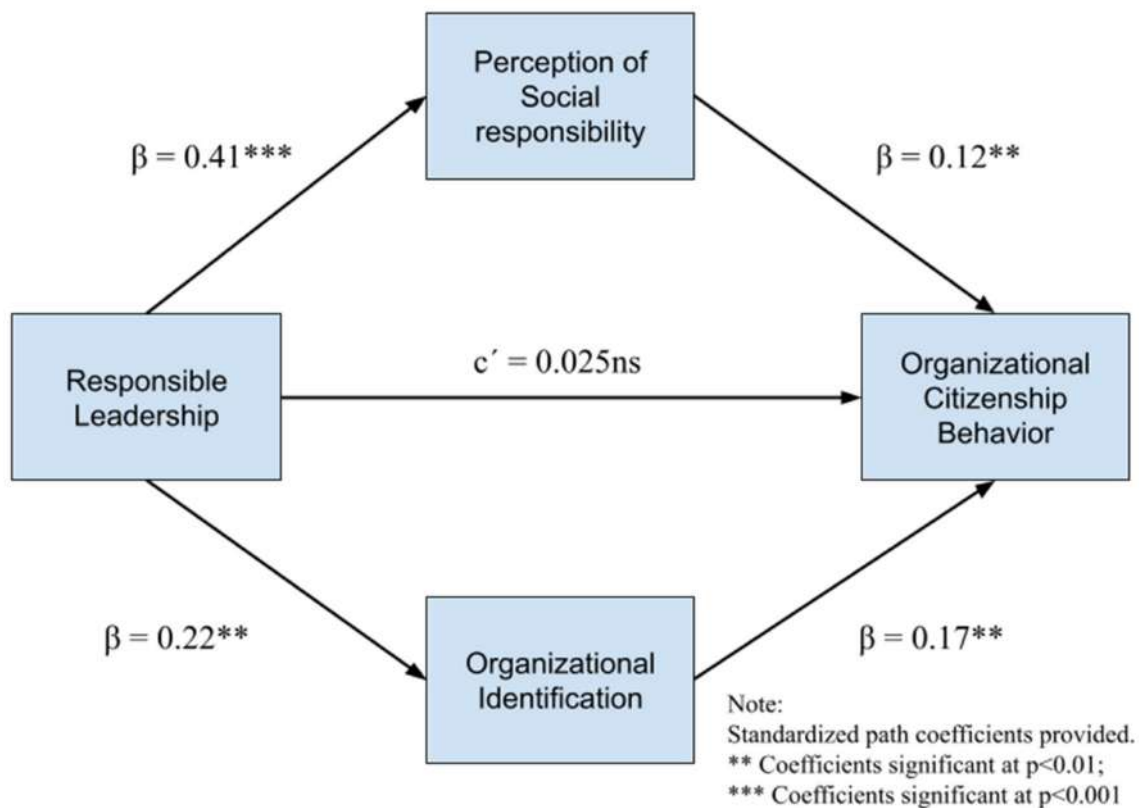 Perception of
Social
responsibility
β = 0.41***
β = 0.12**
Responsible
Leadership
c´ = 0.025ns
Organizational
Citizenship
Behavior
β = 0.22**
β = 0.17**
Organizational
Identification
Note:
Standardized path coefficients provided.
** Coefficients significant at p<0.01;
*** Coefficients significant at p<0.001